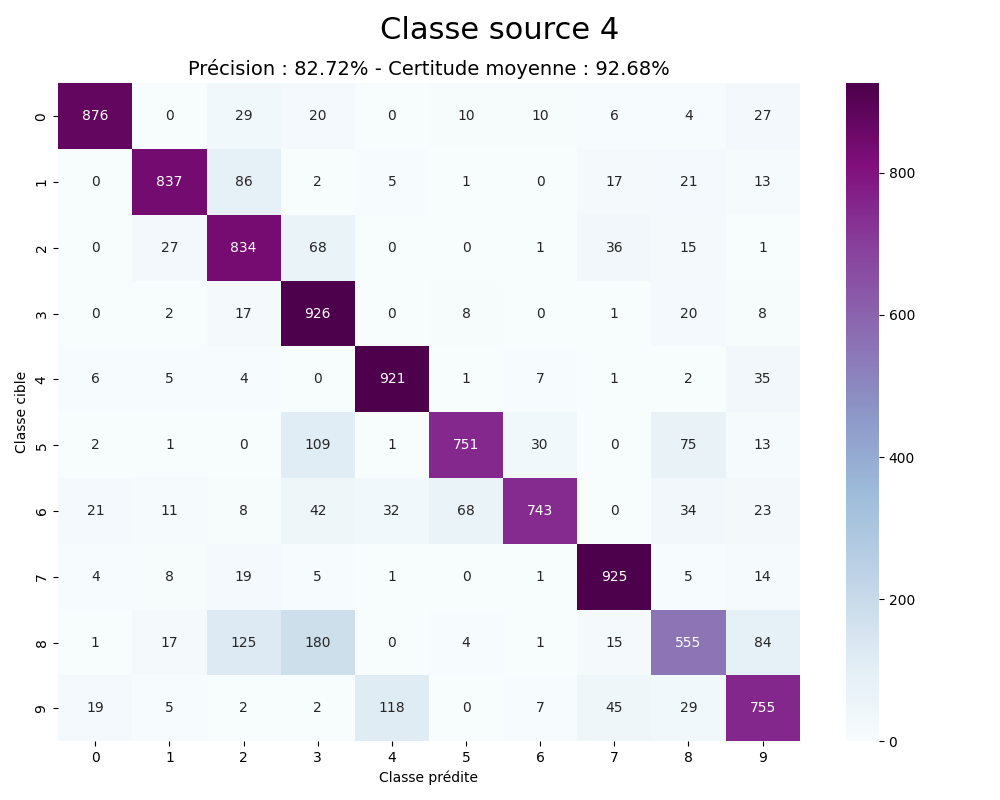 Classe source 4
Précision : 82.72% - Certitude moyenne : 92.68%
0 876 0 29 20 0 10 10 6 4 27
1 0 837 86 2 5 1 0 17 21 13
800
2 0 27 834 68 0 0 1 36 15 1
3 0 2 17 926 0 8 0 1 20 8
600
4 6 5 4 0 921 1 7 1 2 35
Classe cible
5 2 1 0 109 1 751 30 0 75 13
400
6 21 11 8 42 32 68 743 0 34 23
7 4 8 19 5 1 0 1 925 5 14
200
8 1 17 125 180 0 4 1 15 555 84
9 19 5 2 2 118 0 7 45 29 755
0
0 1 2 3 4 5 6 7 8 9
Classe prédite